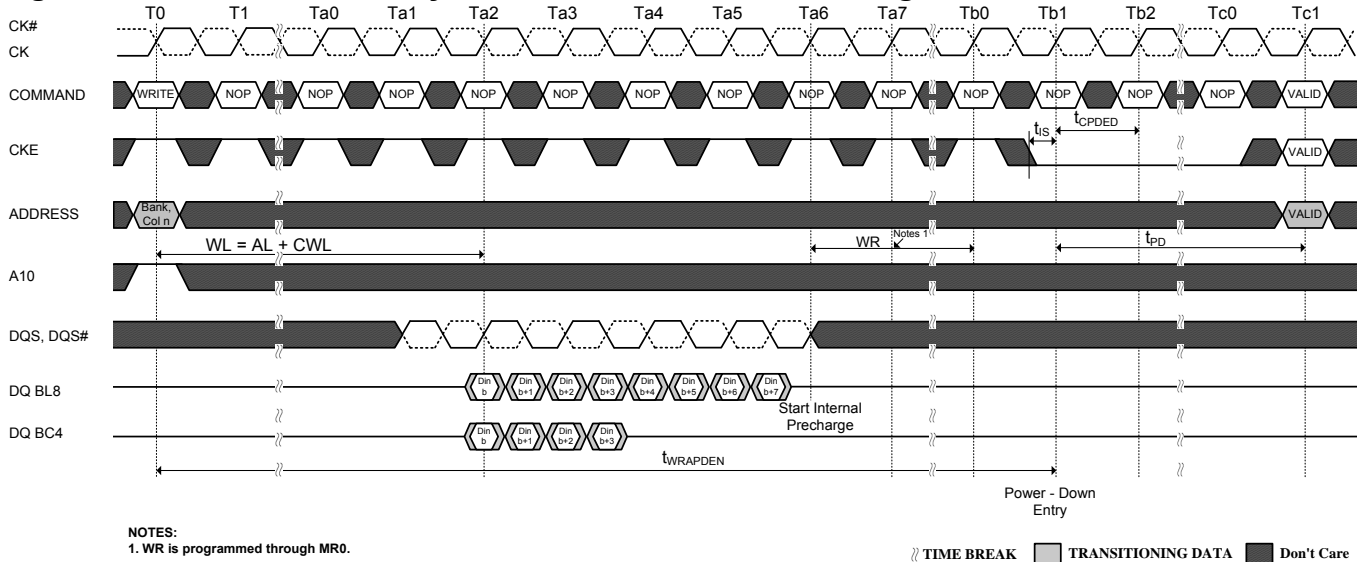 T0 T1 Ta0 Ta1 Ta2 Ta3 Ta4 Ta5 Ta6 Ta7 Tb0 Tb1 Tb2 Tc0 Tc1
CK#
CK
COMMAND WRITE NOP NOP NOP NOP NOP NOP NOP NOP NOP NOP NOP NOP NOP VALID
tIS tCPDED
CKE VALID
ADDRESS Bank, Col n VALID
WL = AL + CWL WR Notes 1 tPD
A10
DQS, DQS#
DQ BL8 Din b Din b+1 Din b+2 Din b+3 Din b+4 Din b+5 Din b+6 Din b+7
Start Internal
Precharge
DQ BC4 Din b Din b+1 Din b+2 Din b+3
tWRAPDEN
Power - Down
Entry
NOTES:
1. WR is programmed through MR0.
TIME BREAK TRANSITIONING DATA Don't Care